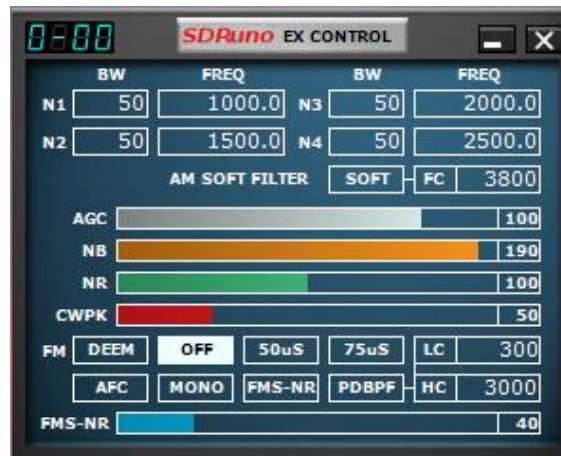 0-00 SDRuno EX CONTROL
BW FREQ BW FREQ
N1 50 1000.0 N3 50 2000.0
N2 50 1500.0 N4 50 2500.0
AM SOFT FILTER SOFT FC 3800
AGC 100
NB 190
NR 100
CWPK 50
FM DEEM OFF 50uS 75uS LC 300
AFC MONO FMS-NR PDBPF HC 3000
FMS-NR 40